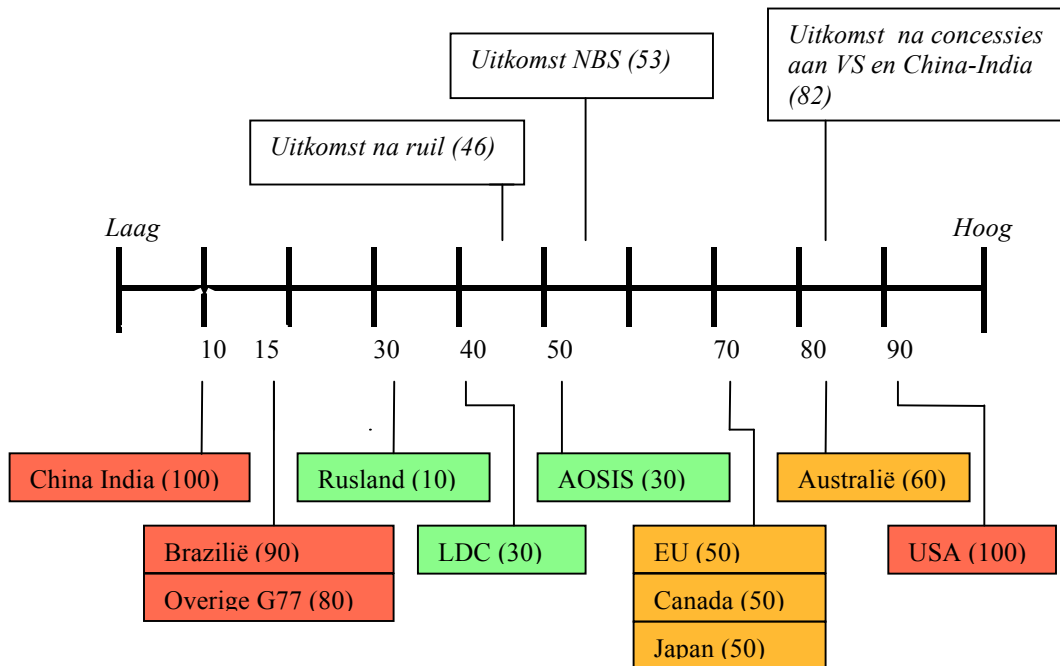 Uitkomst na concessies
aan VS en China-India
(82)
Uitkomst NBS (53)
Uitkomst na ruil (46)
Laag
Hoog
10
15
30
40
50
70
80
90
China India (100)
Rusland (10)
AOSIS (30)
Australië (60)
Brazilië (90)
LDC (30)
EU (50)
USA (100)
Overige G77 (80)
Canada (50)
Japan (50)